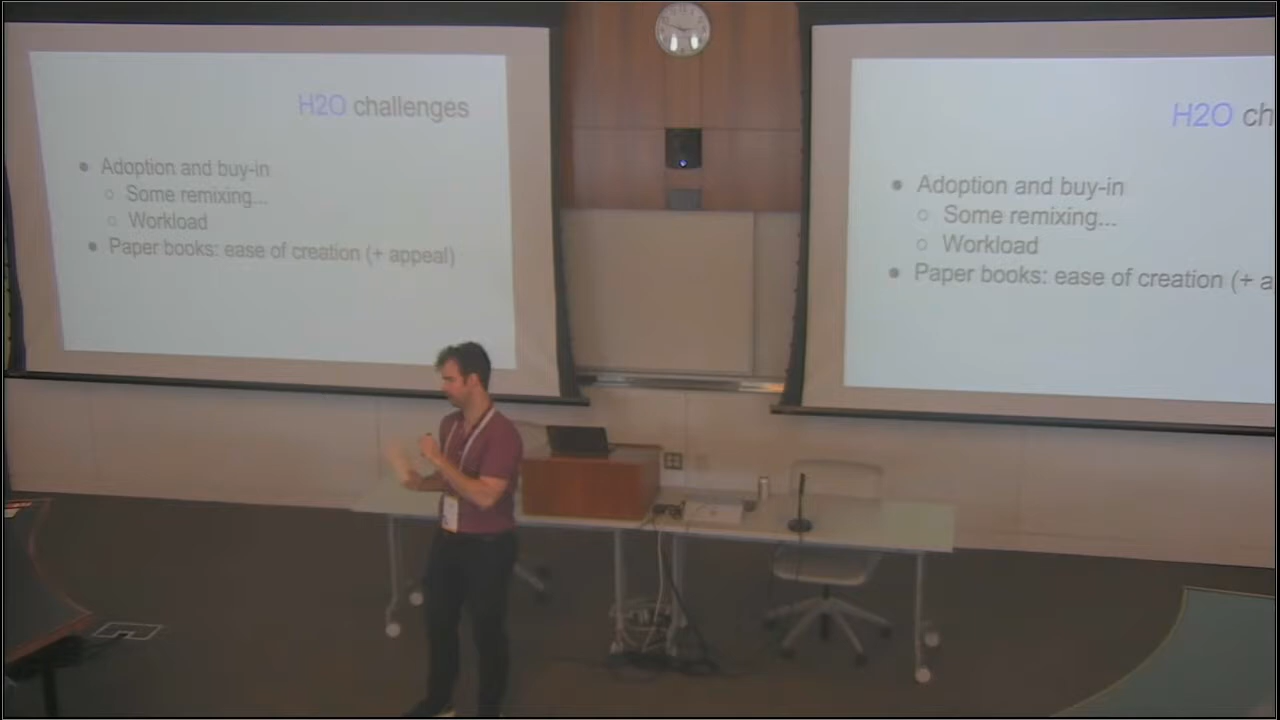 H2O challenges
Adoption and buy-in
Some remixing...
Workload
Paper books: ease of creation (+ appeal)
H2O ch
Adoption and buy-in
Some remixing...
Workload
Paper books: ease of creation (+ a